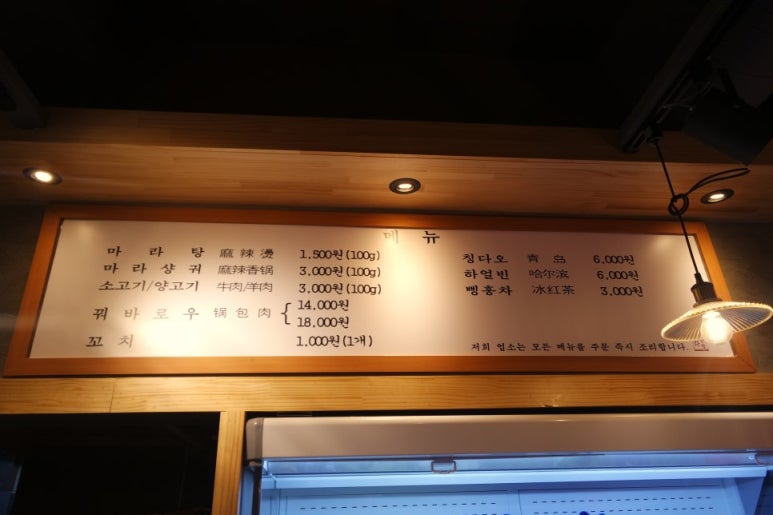 메뉴
마라탕 麻辣烫 1,500원(100g)
마라샹궈 麻辣香锅 3,000원(100g)
소고기/양고기 牛肉/羊肉 3,000원(100g)
꿔바로우 锅包肉 { 14,000원
18,000원
꼬치 1,000원(1개)
칭다오 青岛 6,000원
하얼빈 哈尔滨 6,000원
삥홍차 冰红茶 3,000원
저희 업소는 모든 메뉴를 주문 즉시 조리합니다.